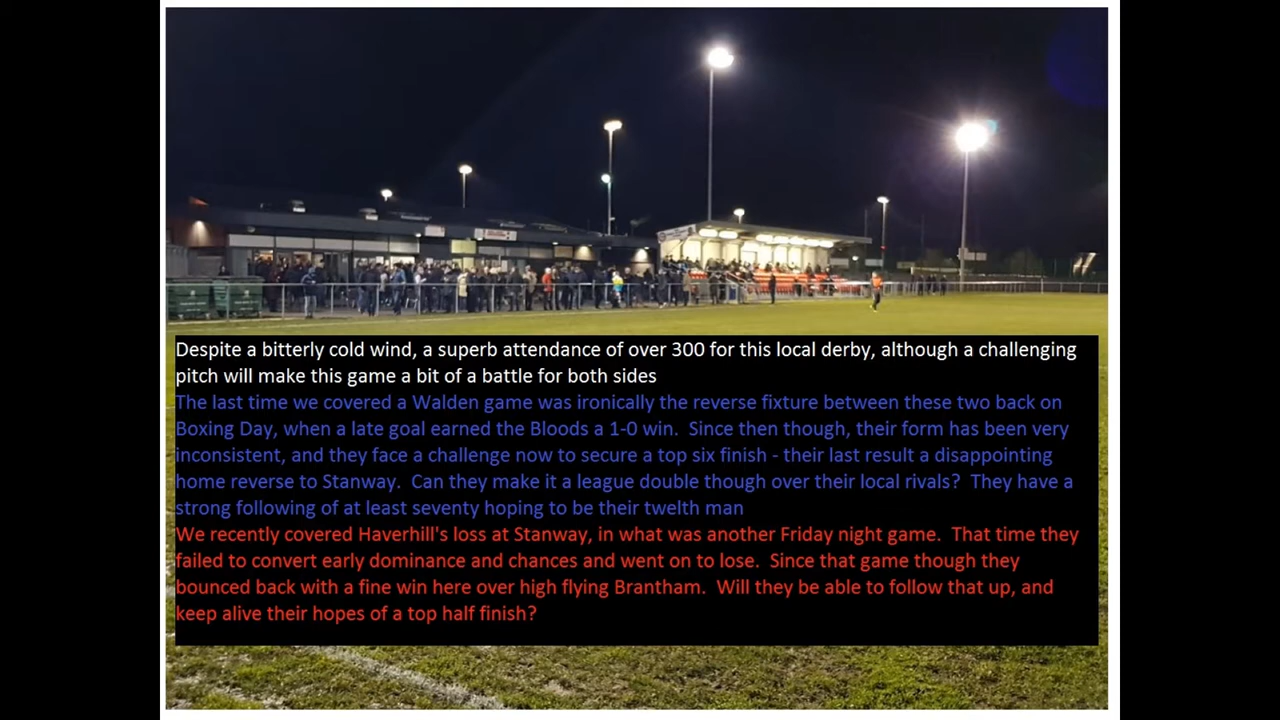 Despite a bitterly cold wind, a superb attendance of over 300 for this local derby, although a challenging
pitch will make this game a bit of a battle for both sides
The last time we covered a Walden game was ironically the reverse fixture between these two back on
Boxing Day, when a late goal earned the Bloods a 1-0 win.  Since then though, their form has been very
inconsistent, and they face a challenge now to secure a top six finish - their last result a disappointing
home reverse to Stanway.  Can they make it a league double though over their local rivals?  They have a
strong following of at least seventy hoping to be their twelth man
We recently covered Haverhill's loss at Stanway, in what was another Friday night game.  That time they
failed to convert early dominance and chances and went on to lose.  Since that game though they
bounced back with a fine win here over high flying Brantham.  Will they be able to follow that up, and
keep alive their hopes of a top half finish?